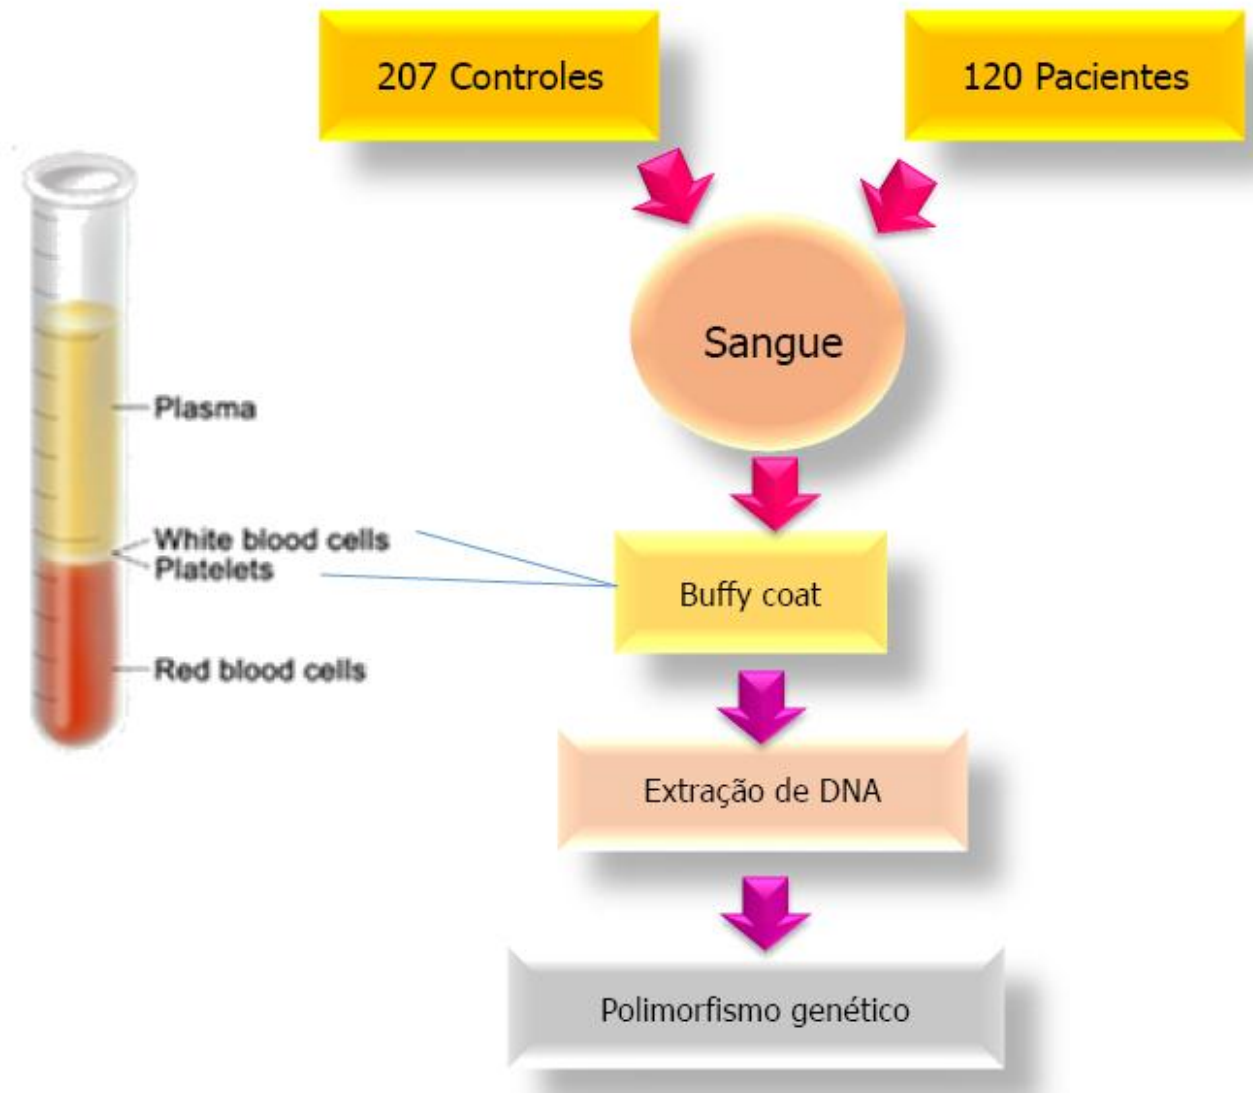 207 Controles
120 Pacientes
Sangue
Plasma
White blood cells
Platelets
Buffy coat
Red blood cells
Extração de DNA
Polimorfismo genético